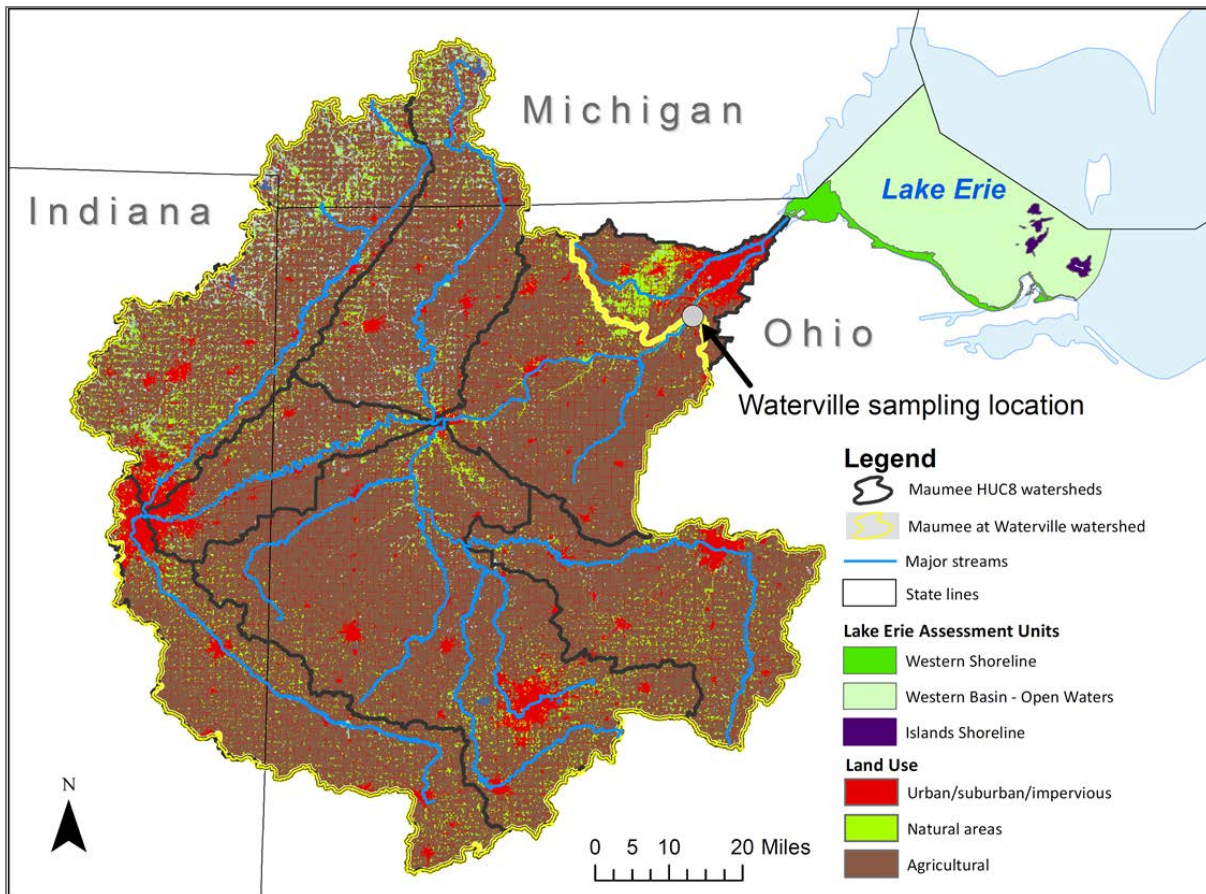 Michigan
Indiana
Lake Erie
Ohio
Waterville sampling location
Legend
Maumee HUC8 watersheds
Maumee at Waterville watershed
Major streams
State lines
Lake Erie Assessment Units
Western Shoreline
Western Basin - Open Waters
Islands Shoreline
Land Use
Urban/suburban/impervious
Natural areas
Agricultural
N
0 5 10 20 Miles